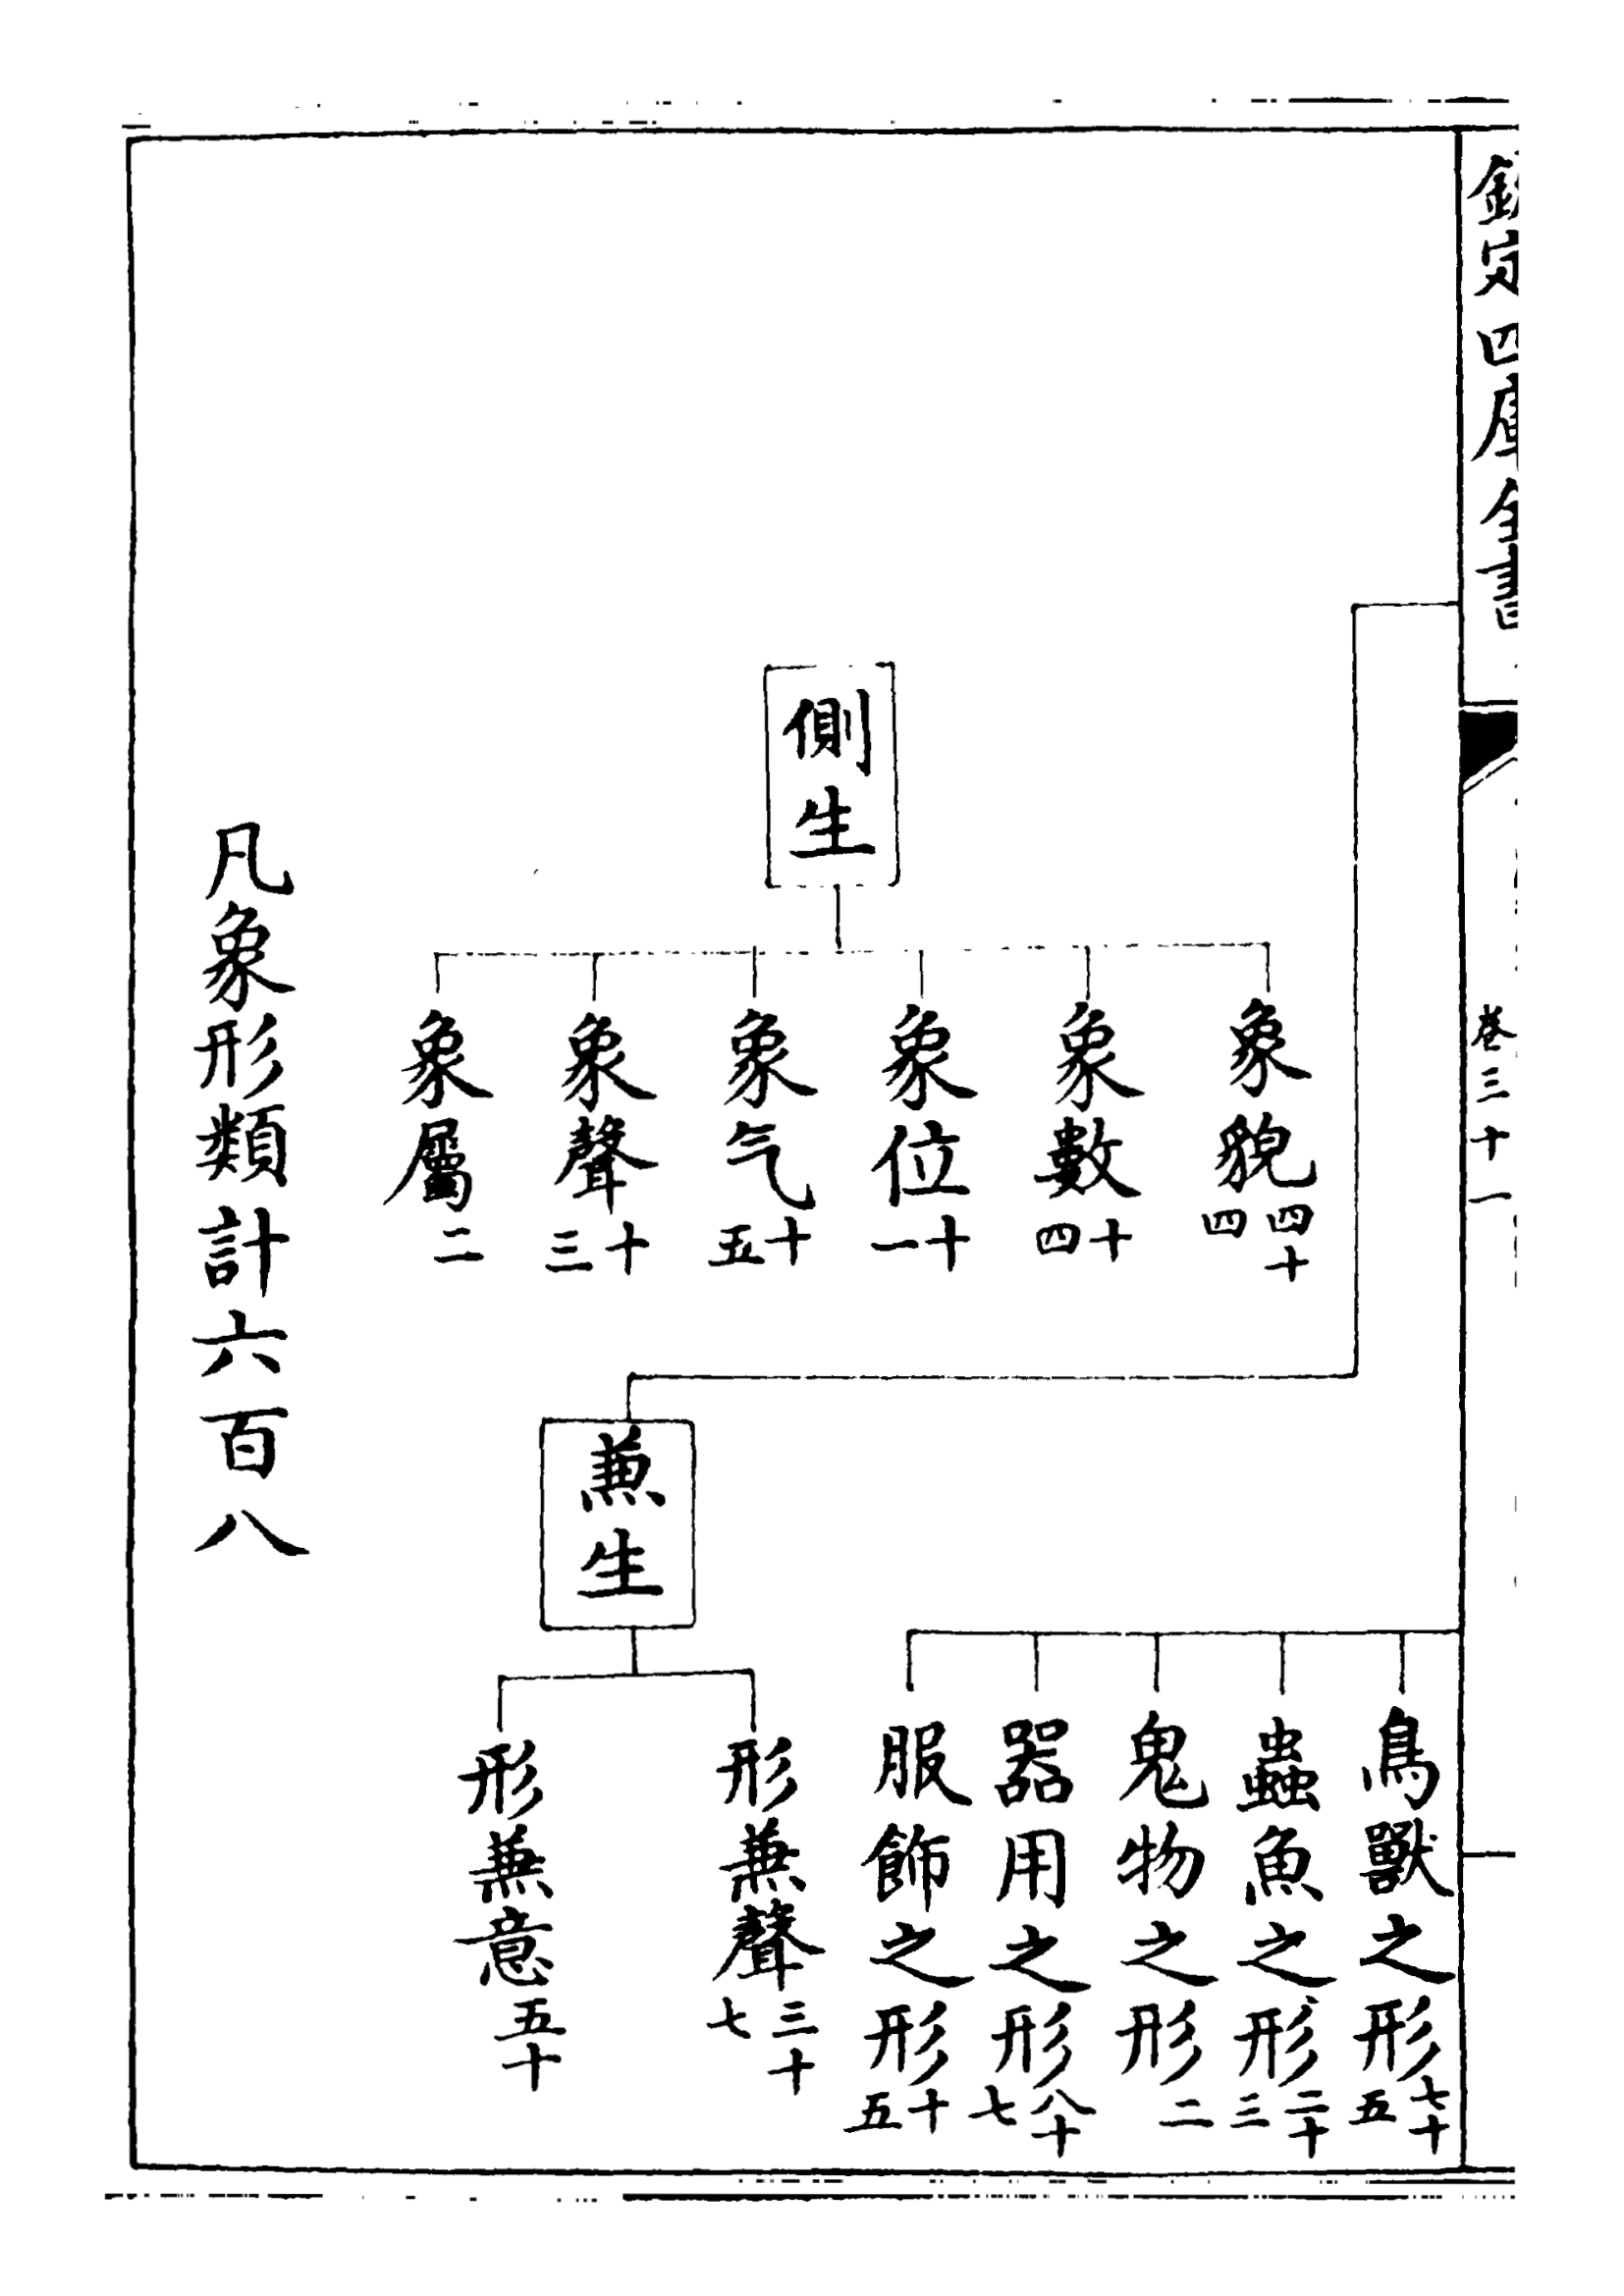 欽定四庫全書
卷三十一
鳥獸之形七十五
蟲魚之形二十三
鬼物之形二
器用之形八十七
服飾之形十五
側生
象貌四十四
象數十四
象位十一
象气十五
象聲十三
象屬二
兼生
形兼聲三十七
形兼意五十
凡象形類計六百八